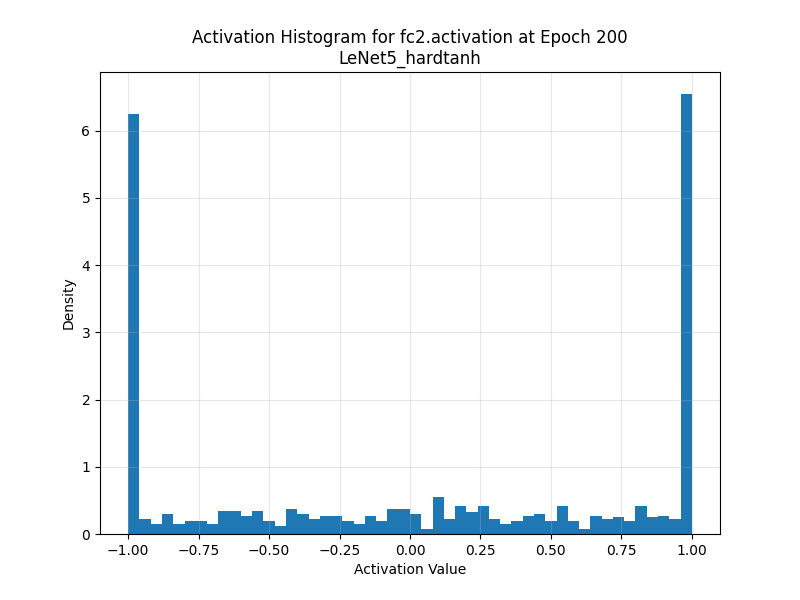 Activation Histogram for fc2.activation at Epoch 200
LeNet5_hardtanh
6
5
4
3
2
1
0
Density
−1.00 −0.75 −0.50 −0.25 0.00 0.25 0.50 0.75 1.00
Activation Value